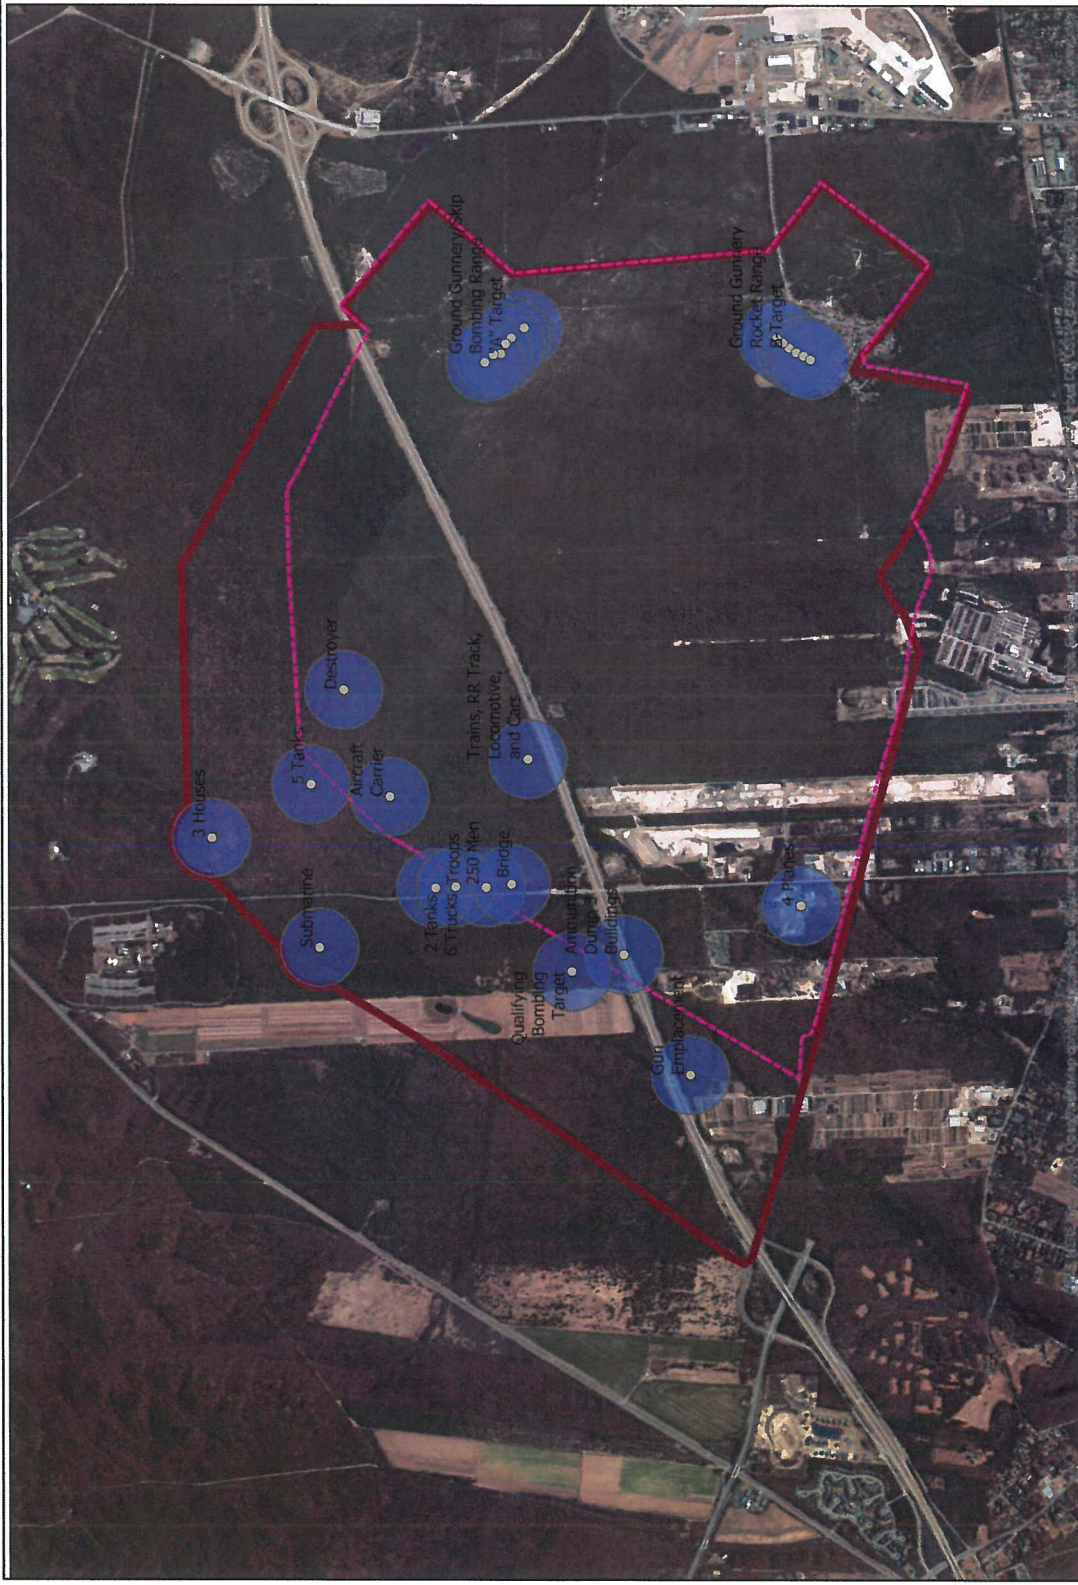 Ground Gunnery/Skip
Bombing Range
"A" Target
Ground Gunnery
Rocket Range
Target
Destroyer
Trains, RR Track,
Locomotive,
and Cars
5 Tanks
Aircraft
Carrier
3 Houses
2 Tanks
6 Trucks Troops
250 Men
Bridge
Submarine
Ammunition
Dump
Buildings
4 Planes
Qualifying
Bombing
Target
Gun
Emplacement